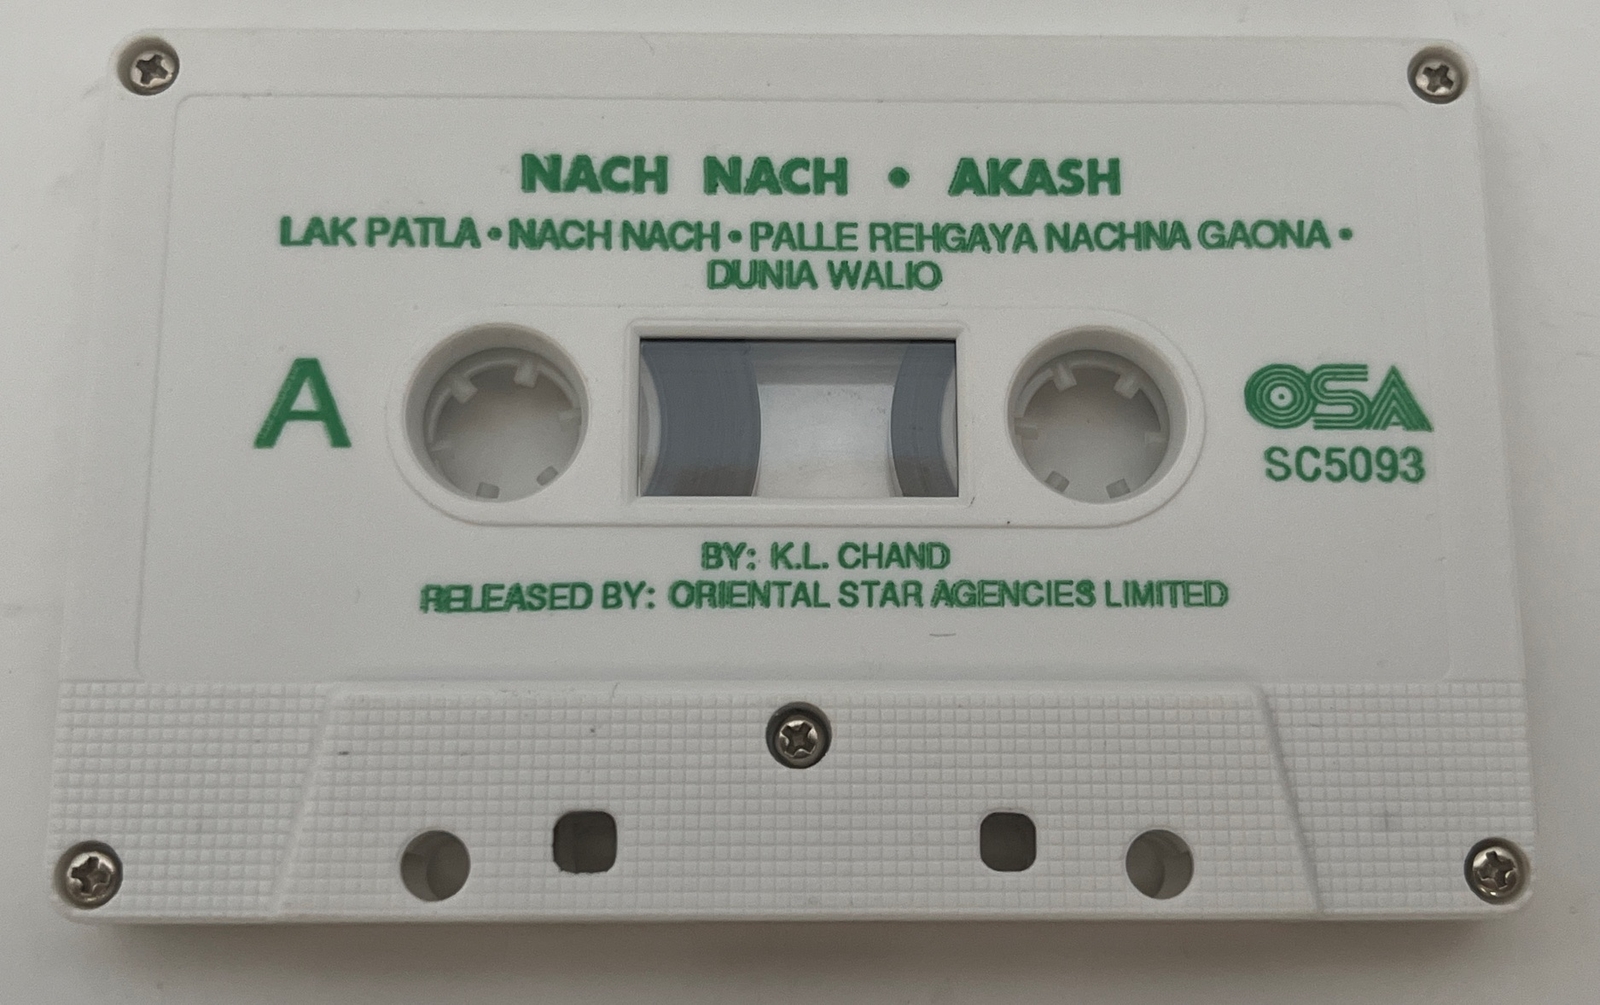 NACH NACH • AKASH
LAK PATLA • NACH NACH • PALLE REHGAYA NACHNA GAONA •
DUNIA WALIO
A
OSA
SC5093
BY: K.L. CHAND
RELEASED BY: ORIENTAL STAR AGENCIES LIMITED